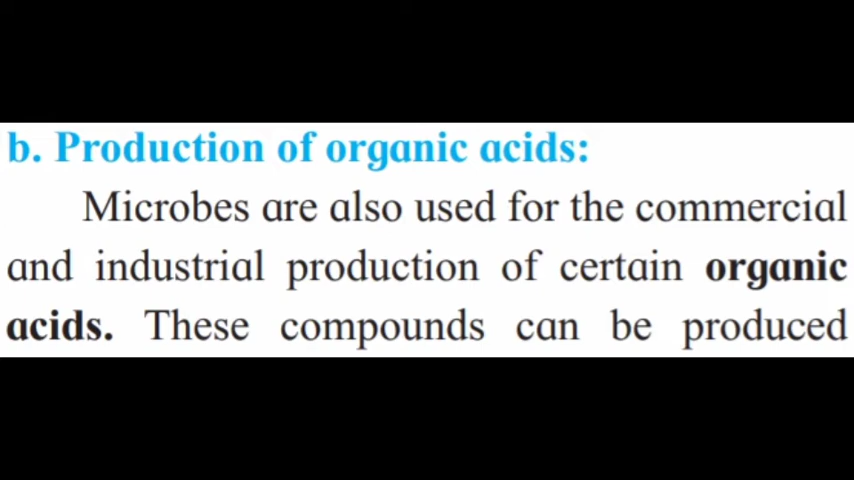 b. Production of organic acids:
Microbes are also used for the commercial
and industrial production of certain organic
acids. These compounds can be produced